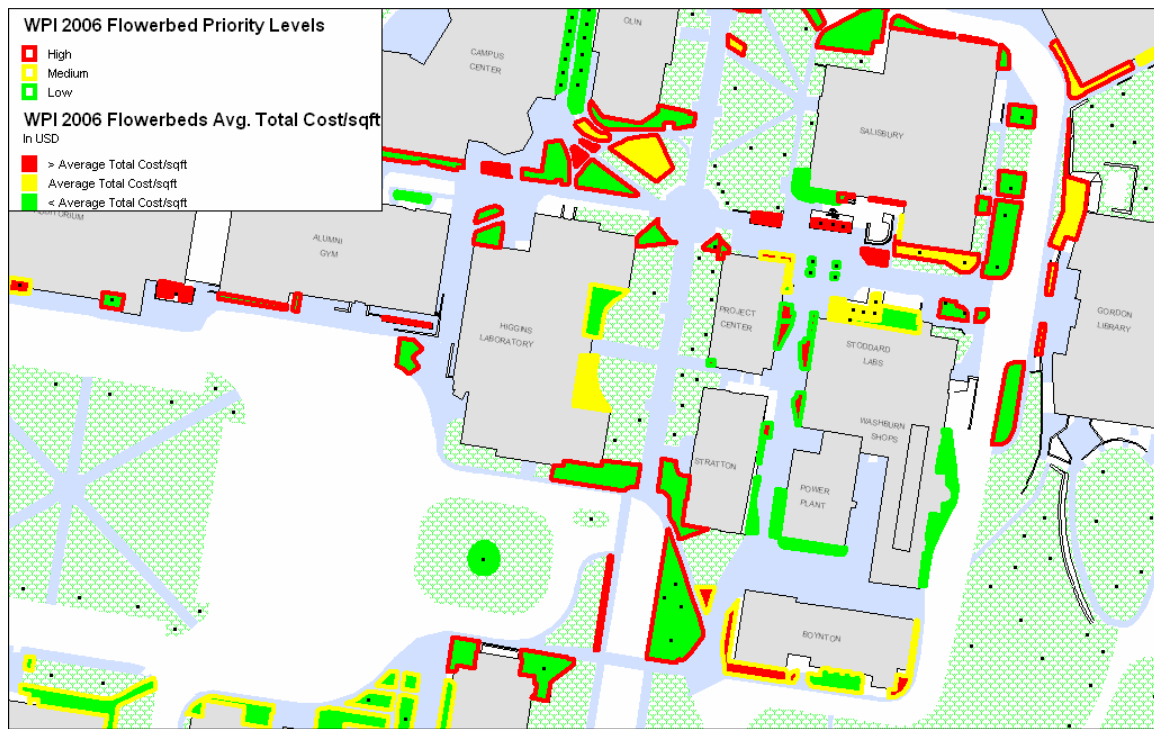 WPI 2006 Flowerbed Priority Levels
High
Medium
Low
WPI 2006 Flowerbeds Avg. Total Cost/sqft
In USD
> Average Total Cost/sqft
Average Total Cost/sqft
< Average Total Cost/sqft
OLIN
CAMPUS
CENTER
SALISBURY
ALUMNI
GYM
HIGGINS
LABORATORY
PROJECT
CENTER
STODDARD
LABS
GORDON
LIBRARY
WASHBURN
SHOPS
STRATTON
POWER
PLANT
BOYNTON